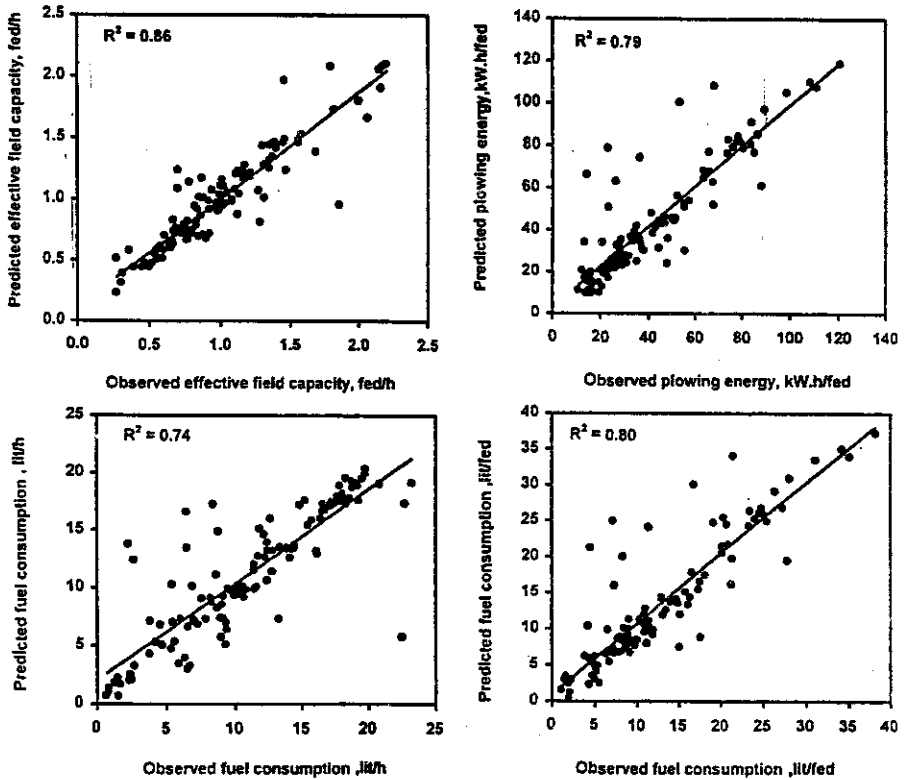 R² = 0.86
2.5
2.0
1.5
1.0
0.5
0.0
0.0 0.5 1.0 1.5 2.0 2.5
Predicted effective field capacity, fed/h
Observed effective field capacity, fed/h
R² = 0.79
140
120
100
80
60
40
20
0
0 20 40 60 80 100 120 140
Predicted plowing energy,kW.h/fed
Observed plowing energy, kW.h/fed
R² = 0.74
25
20
15
10
5
0
0 5 10 15 20 25
Predicted fuel consumption , lit/h
Observed fuel consumption ,lit/h
R² = 0.80
40
35
30
25
20
15
10
5
0
0 5 10 15 20 25 30 35 40
Predicted fuel consumption ,lit/fed
Observed fuel consumption ,lit/fed